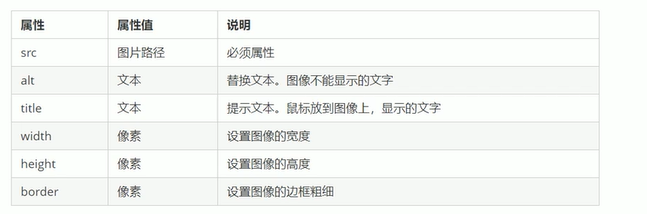 属性 属性值 说明
src 图片路径 必须属性
alt 文本 替换文本。图像不能显示的文字
title 文本 提示文本。鼠标放到图像上，显示的文字
width 像素 设置图像的宽度
height 像素 设置图像的高度
border 像素 设置图像的边框粗细